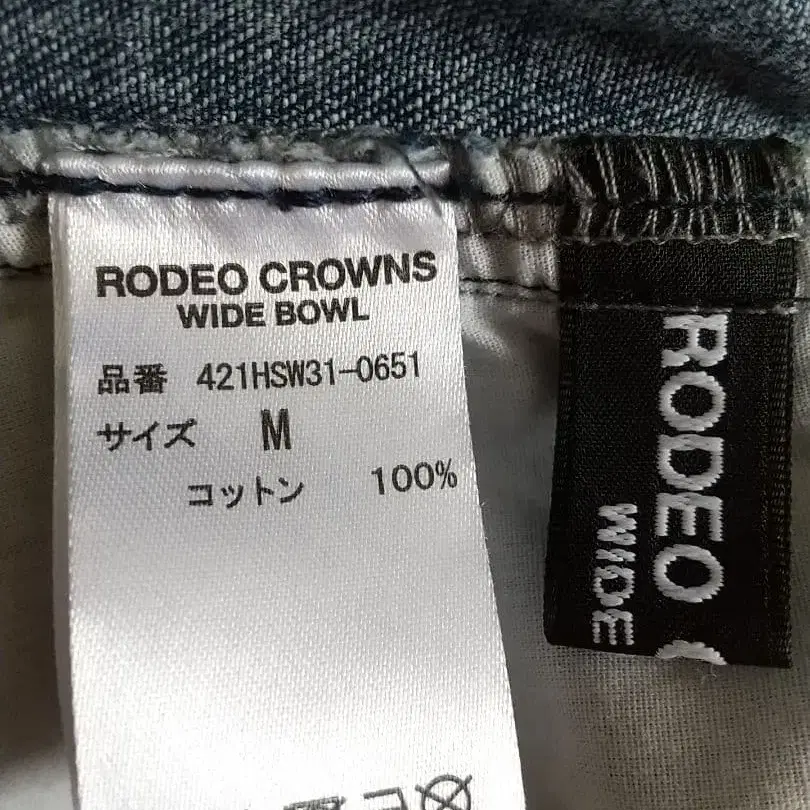 RODEO CROWNS
WIDE BOWL
品番 421HSW31-0651
サイズ M
コットン 100%
RODEO
WIDE